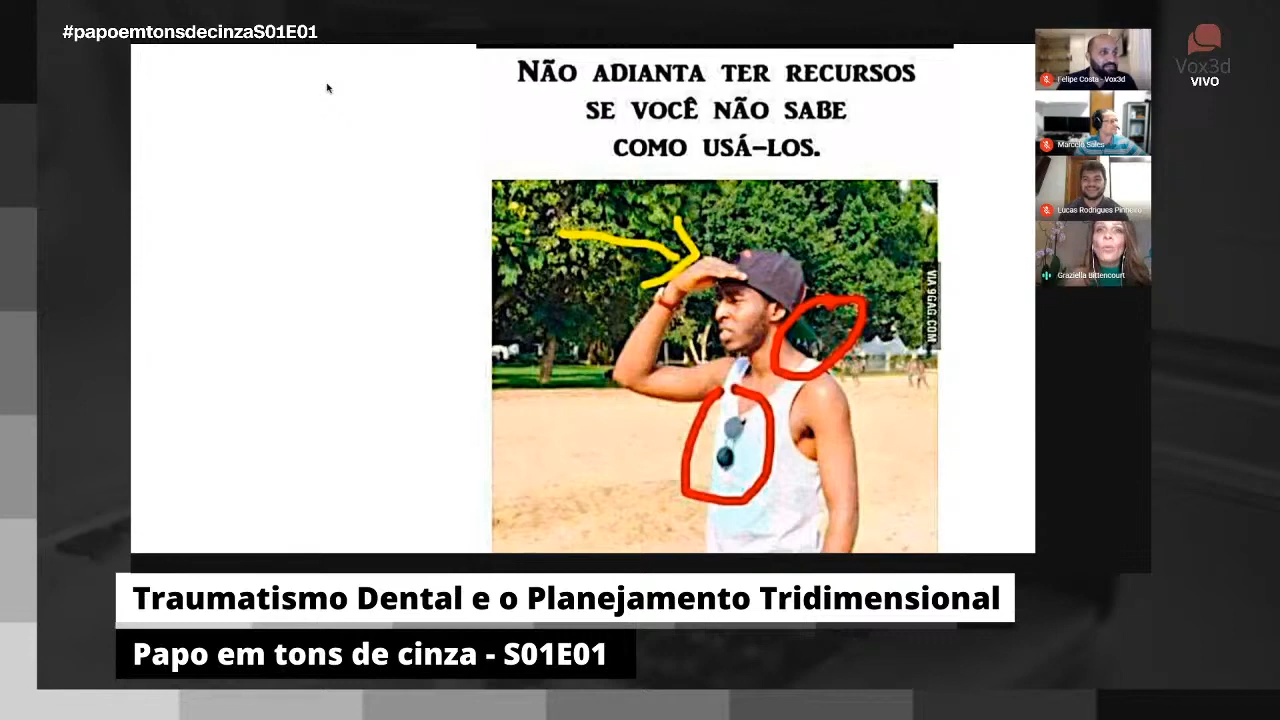 #papoemtonsdecinzaS01E01
NÃO ADIANTA TER RECURSOS
SE VOCÊ NÃO SABE
COMO USÁ-LOS.
VIA 9GAG.COM
Felipe Costa - Vox3d
Marcelo Sales
Lucas Rodrigues Pinheiro
Graziella Bittencourt
Vox3d
VIVO
Traumatismo Dental e o Planejamento Tridimensional
Papo em tons de cinza - S01E01